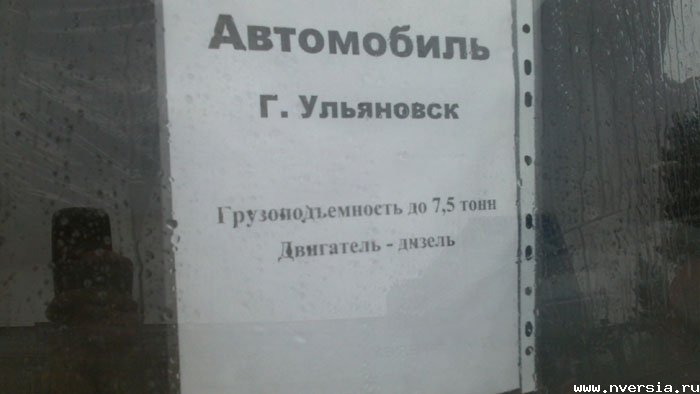 Автомобиль
Г. Ульяновск
Грузоподъемность до 7,5 тонн
Двигатель - дизель
www.nversia.ru